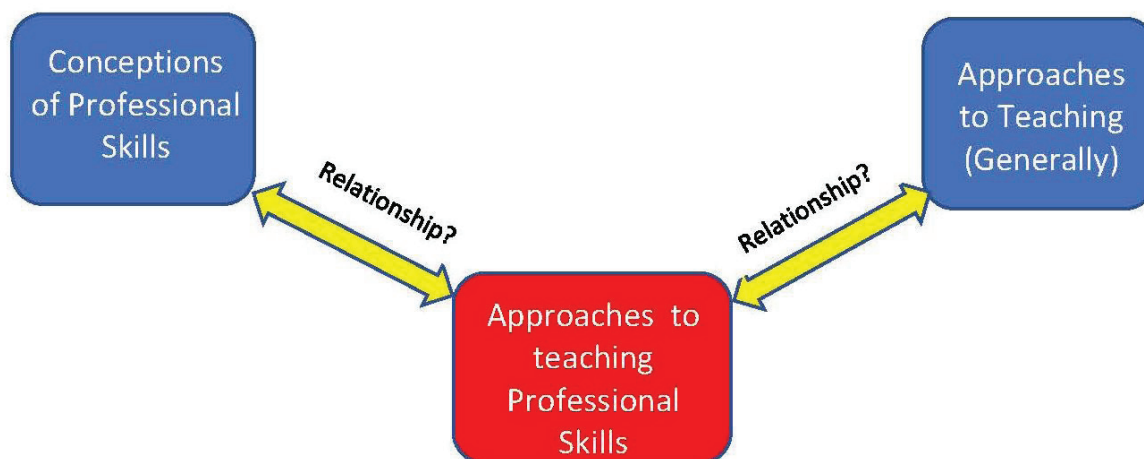 Conceptions
of Professional
Skills
Approaches
to Teaching
(Generally)
Relationship?
Relationship?
Approaches to
teaching
Professional
Skills